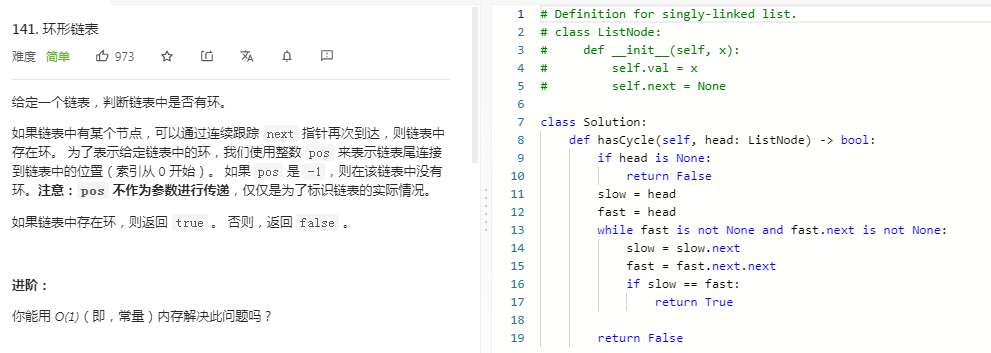 141. 环形链表
难度 简单 973
给定一个链表，判断链表中是否有环。
如果链表中有某个节点，可以通过连续跟踪 next 指针再次到达，则链表中
存在环。 为了表示给定链表中的环，我们使用整数 pos 来表示链表尾连接
到链表中的位置（索引从 0 开始）。 如果 pos 是 -1，则在该链表中没有
环。注意：pos 不作为参数进行传递，仅仅是为了标识链表的实际情况。
如果链表中存在环，则返回 true 。 否则，返回 false 。
进阶：
你能用 O(1)（即，常量）内存解决此问题吗？
1 # Definition for singly-linked list.
2 # class ListNode:
3 #     def __init__(self, x):
4 #         self.val = x
5 #         self.next = None
6
7 class Solution:
8     def hasCycle(self, head: ListNode) -> bool:
9         if head is None:
10             return False
11         slow = head
12         fast = head
13         while fast is not None and fast.next is not None:
14             slow = slow.next
15             fast = fast.next.next
16             if slow == fast:
17                 return True
18
19         return False